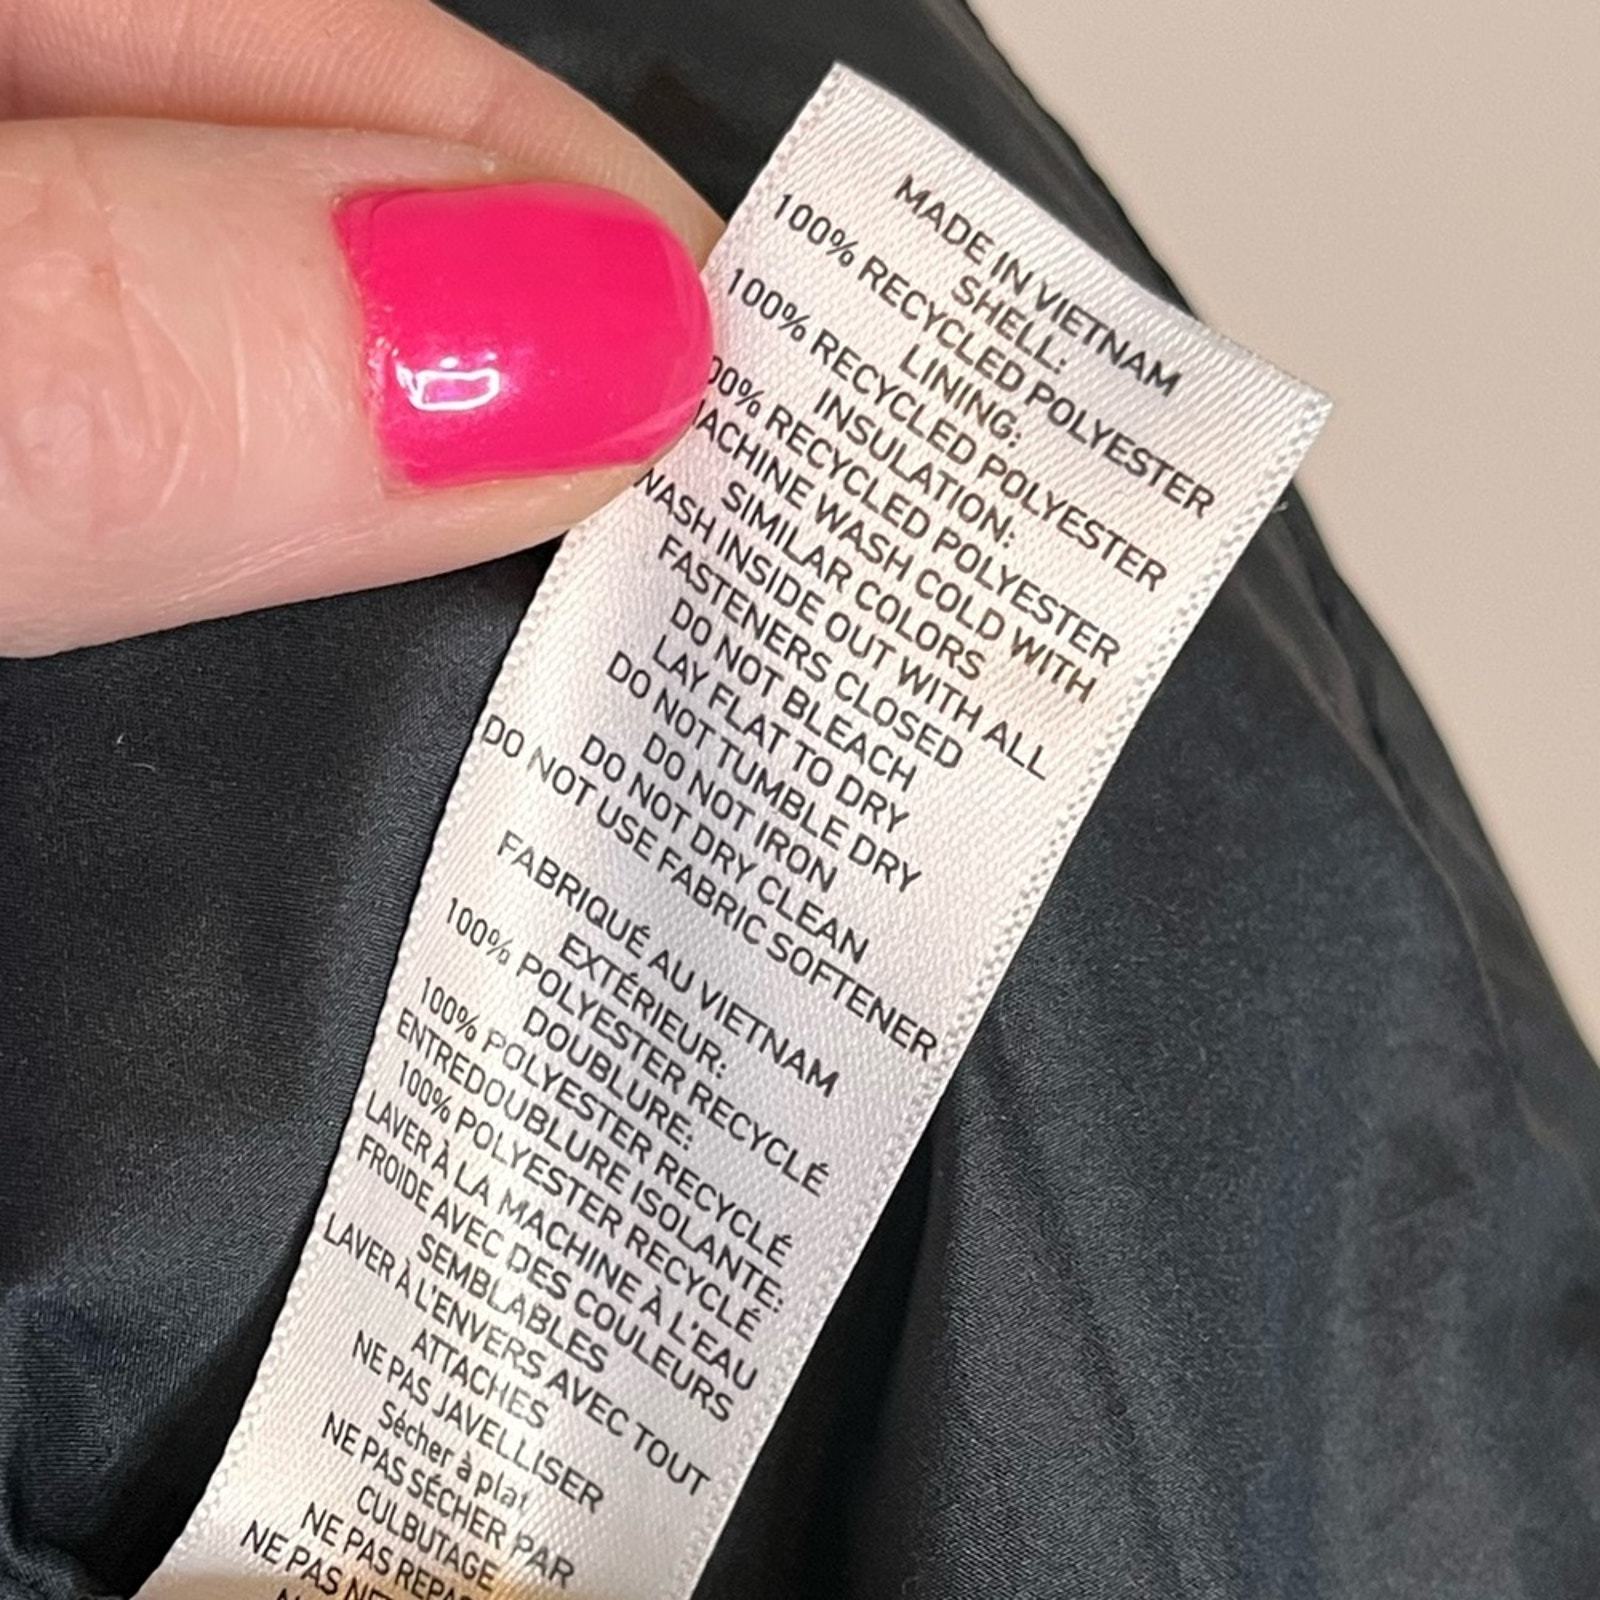 MADE IN VIETNAM
SHELL:
100% RECYCLED POLYESTER
LINING:
100% RECYCLED POLYESTER
INSULATION:
00% RECYCLED POLYESTER
MACHINE WASH COLD WITH
SIMILAR COLORS
WASH INSIDE OUT WITH ALL
FASTENERS CLOSED
DO NOT BLEACH
LAY FLAT TO DRY
DO NOT TUMBLE DRY
DO NOT IRON
DO NOT DRY CLEAN
DO NOT USE FABRIC SOFTENER
FABRIQUÉ AU VIETNAM
EXTÉRIEUR:
100% POLYESTER RECYCLÉ
DOUBLURE:
100% POLYESTER RECYCLÉ
ENTREDOUBLURE ISOLANTE:
100% POLYESTER RECYCLÉ
LAVER À LA MACHINE À L'EAU
FROIDE AVEC DES COULEURS
SEMBLABLES
LAVER À L'ENVERS AVEC TOUT
ATTACHES
NE PAS JAVELLISER
Sécher à plat
NE PAS SÉCHER PAR
CULBUTAGE
NE PAS
NE PAS